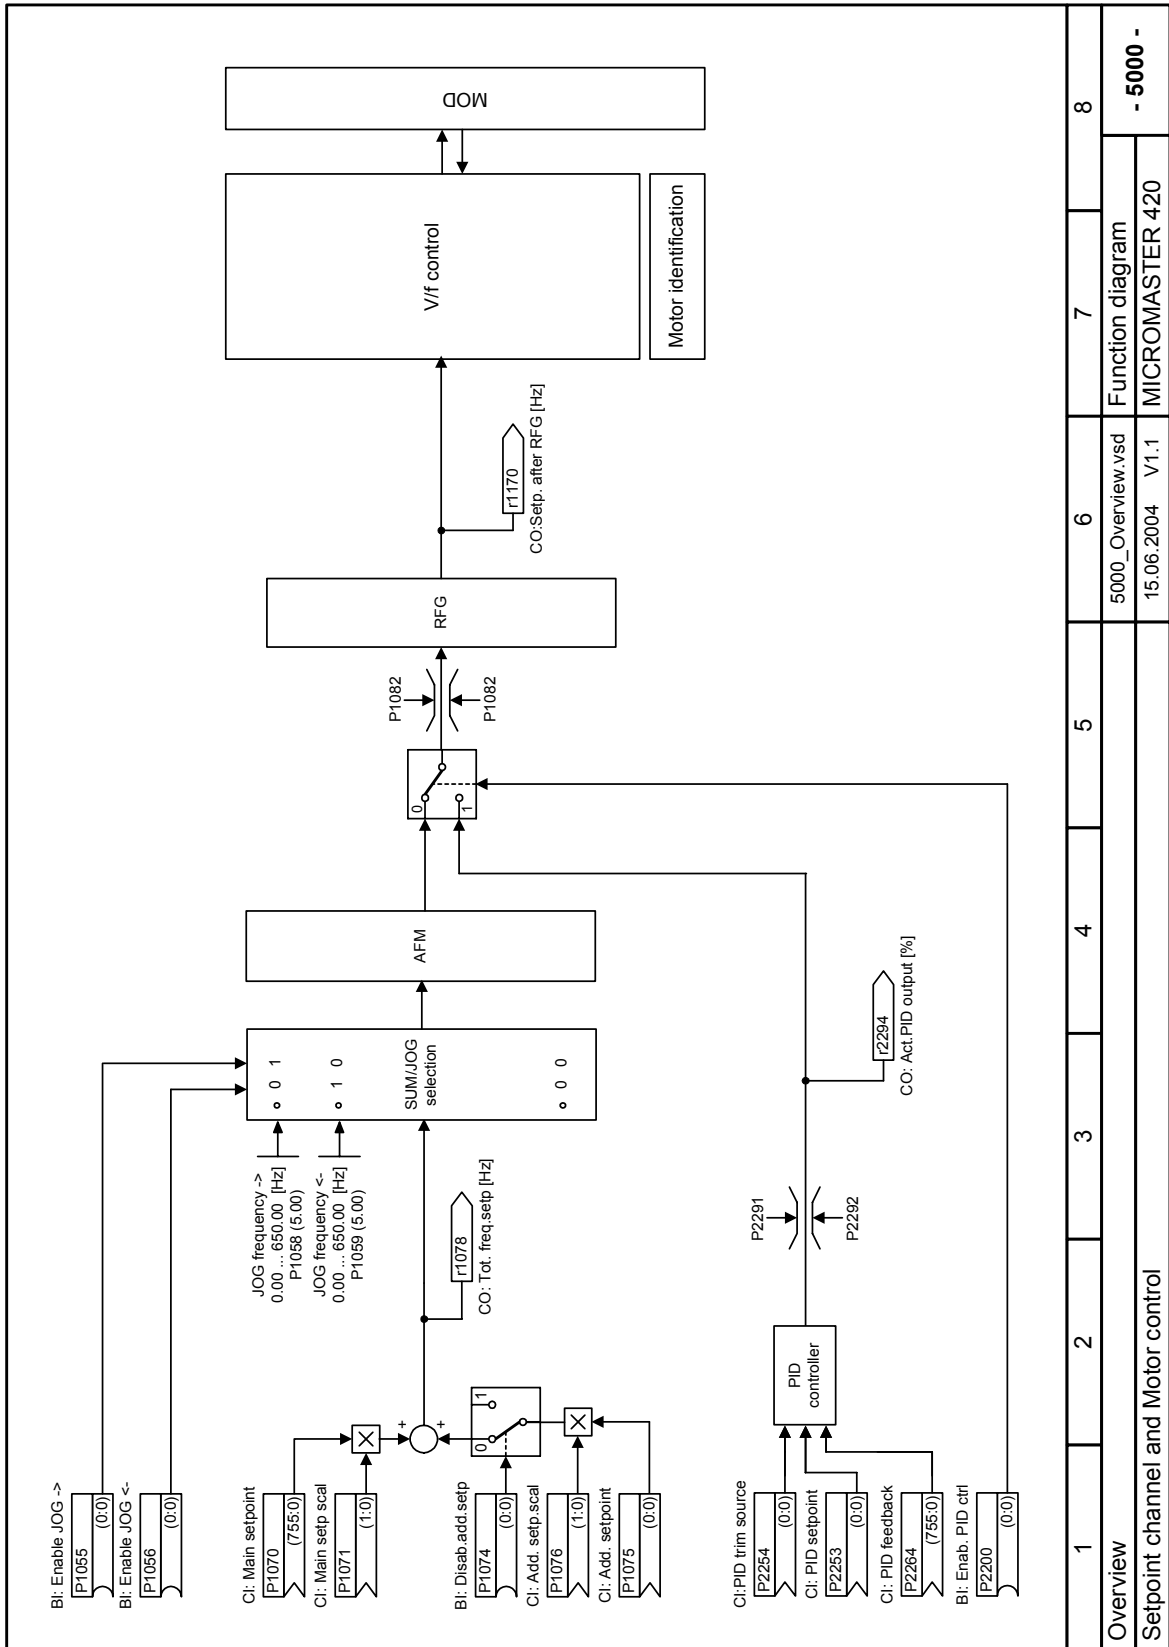 BI: Enable JOG ->
P1055
(0:0)
BI: Enable JOG <-
P1056
(0:0)
CI: Main setpoint
P1070
(755:0)
CI: Main setp scal
P1071
(1:0)
BI: Disab.add.setp
P1074
(0:0)
CI: Add. setp.scal
P1076
(1:0)
CI: Add. setpoint
P1075
(0:0)
CI:PID trim source
P2254
(0:0)
CI: PID setpoint
P2253
(0:0)
CI: PID feedback
P2264
(755:0)
BI: Enab. PID ctrl
P2200
(0:0)
+
+
0
1
PID
controller
r1078
CO: Tot. freq.setp [Hz]
JOG frequency ->
0.00 ... 650.00 [Hz]
P1058 (5.00)
JOG frequency <-
0.00 ... 650.00 [Hz]
P1059 (5.00)
P2291
P2292
0 1
1 0
SUM/JOG
selection
0 0
r2294
CO: Act.PID output [%]
AFM
0
1
P1082
P1082
RFG
r1170
CO:Setp. after RFG [Hz]
V/f control
Motor identification
MOD
1
2
3
4
5
6
7
8
Overview
5000_Overview.vsd
Function diagram
- 5000 -
Setpoint channel and Motor control
15.06.2004 V1.1
MICROMASTER 420